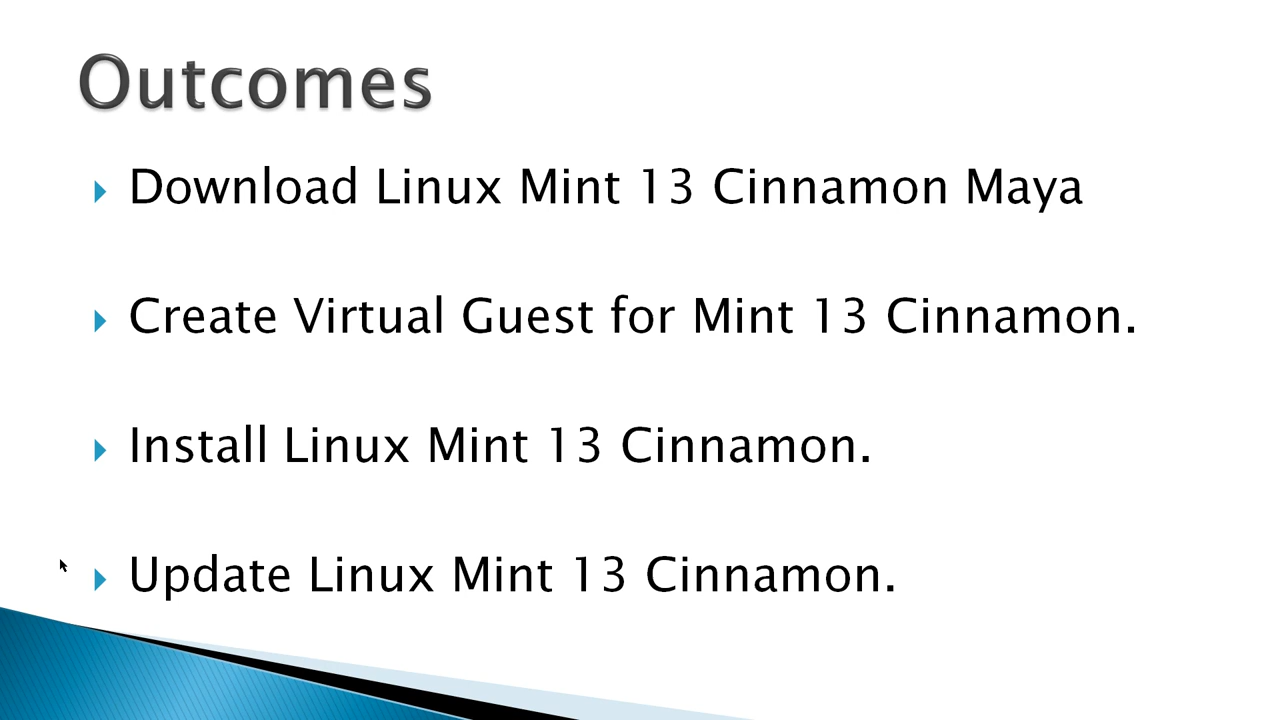 Outcomes
Download Linux Mint 13 Cinnamon Maya
Create Virtual Guest for Mint 13 Cinnamon.
Install Linux Mint 13 Cinnamon.
Update Linux Mint 13 Cinnamon.